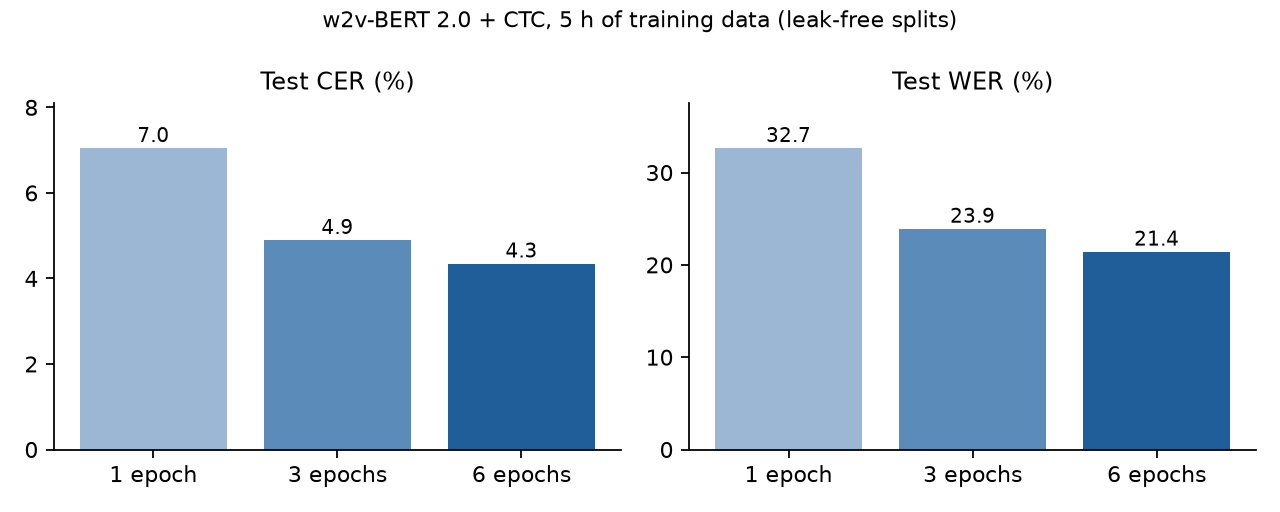 w2v-BERT 2.0 + CTC, 5 h of training data (leak-free splits)
Test CER (%)
8
6
4
2
0
7.0
4.9
4.3
1 epoch
3 epochs
6 epochs
Test WER (%)
30
20
10
0
32.7
23.9
21.4
1 epoch
3 epochs
6 epochs